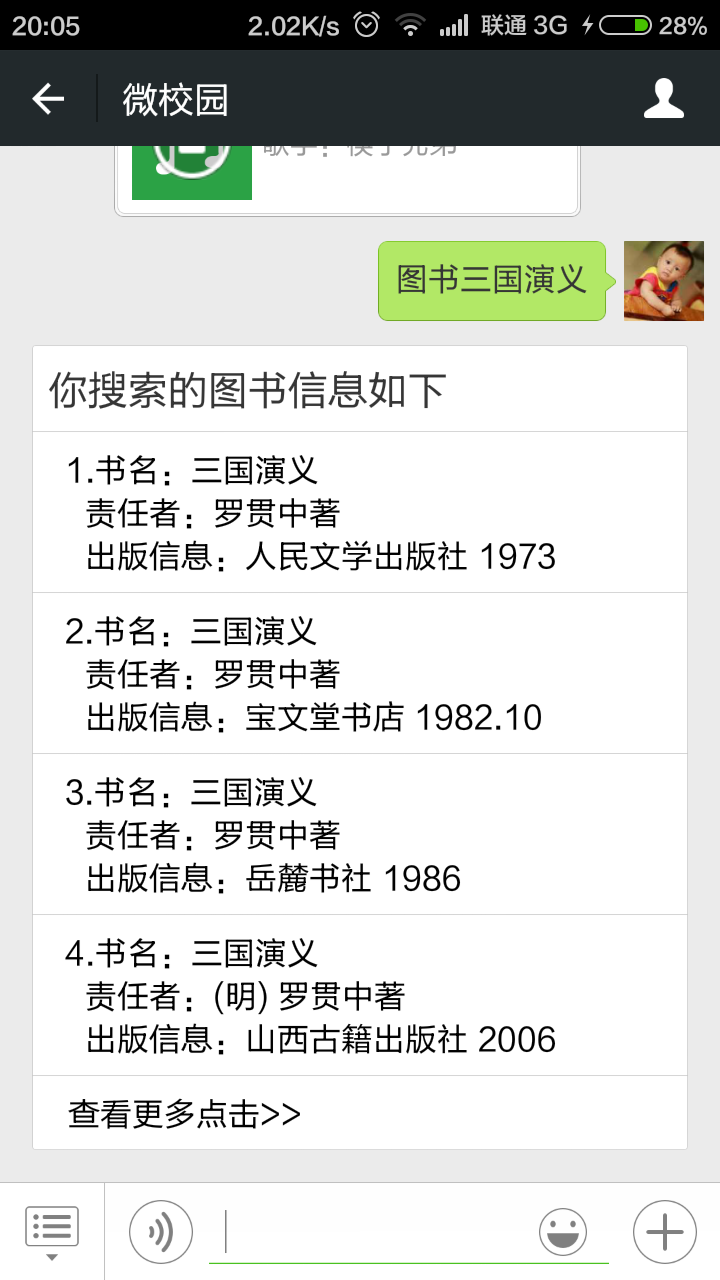 20:05 2.02K/s 联通 3G 28%
微校园
歌手：筷子兄弟
图书三国演义
你搜索的图书信息如下
1.书名：三国演义
责任者：罗贯中著
出版信息：人民文学出版社 1973
2.书名：三国演义
责任者：罗贯中著
出版信息：宝文堂书店 1982.10
3.书名：三国演义
责任者：罗贯中著
出版信息：岳麓书社 1986
4.书名：三国演义
责任者：(明) 罗贯中著
出版信息：山西古籍出版社 2006
查看更多点击>>